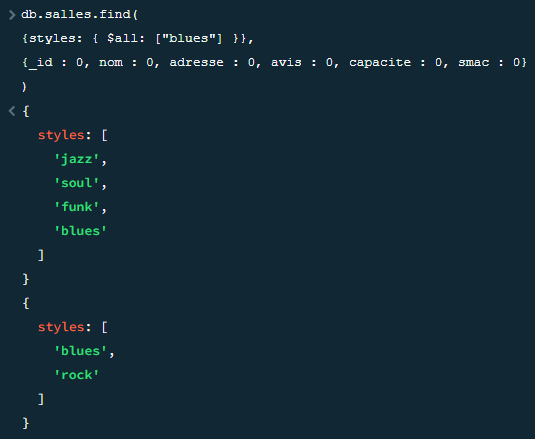 db.salles.find(
{styles: { $all: ["blues"] }},
{_id : 0, nom : 0, adresse : 0, avis : 0, capacite : 0, smac : 0}
)
{
styles: [
'jazz',
'soul',
'funk',
'blues'
]
}
{
styles: [
'blues',
'rock'
]
}